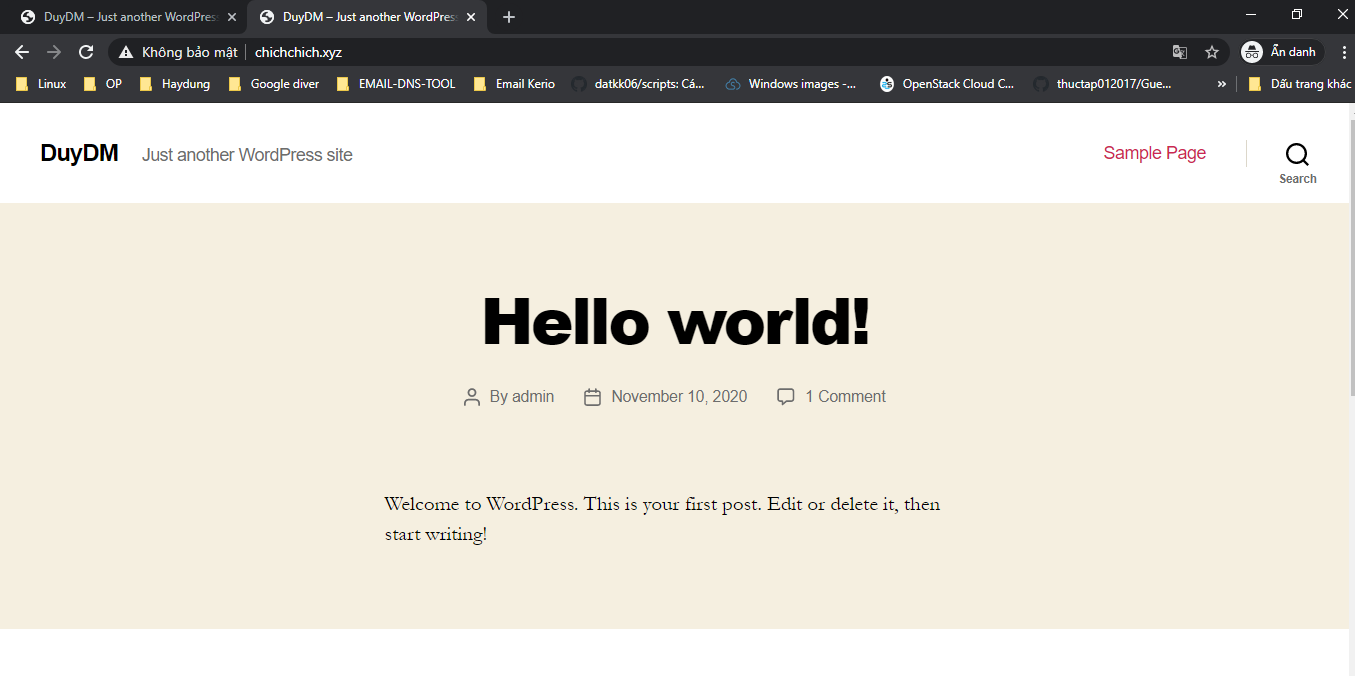 DuyDM – Just another WordPress
DuyDM – Just another WordPress
Không bảo mật chichchich.xyz Ẩn danh
Linux OP Haydung Google diver EMAIL-DNS-TOOL Email Kerio datkk06/scripts: Cá... Windows images -... OpenStack Cloud C... thuctap012017/Gue... » Dấu trang khác
DuyDM Just another WordPress site Sample Page
Search
Hello world!
By admin November 10, 2020 1 Comment
Welcome to WordPress. This is your first post. Edit or delete it, then
start writing!